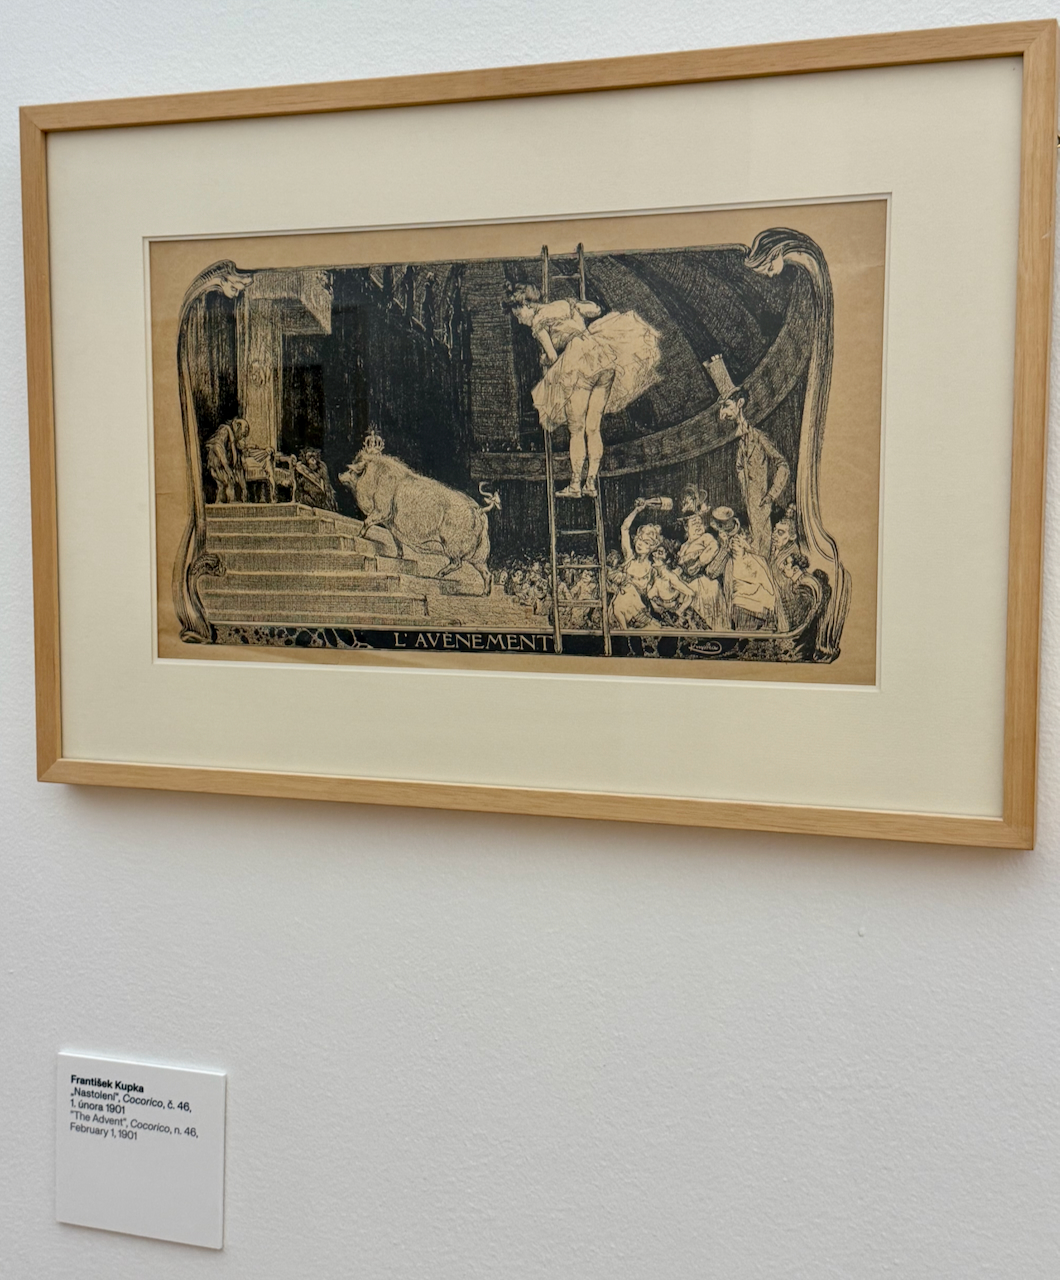 L'AVÈNEMENT
František Kupka
„Nastolení", Cocorico, č. 46,
1. února 1901
"The Advent", Cocorico, n. 46,
February 1, 1901